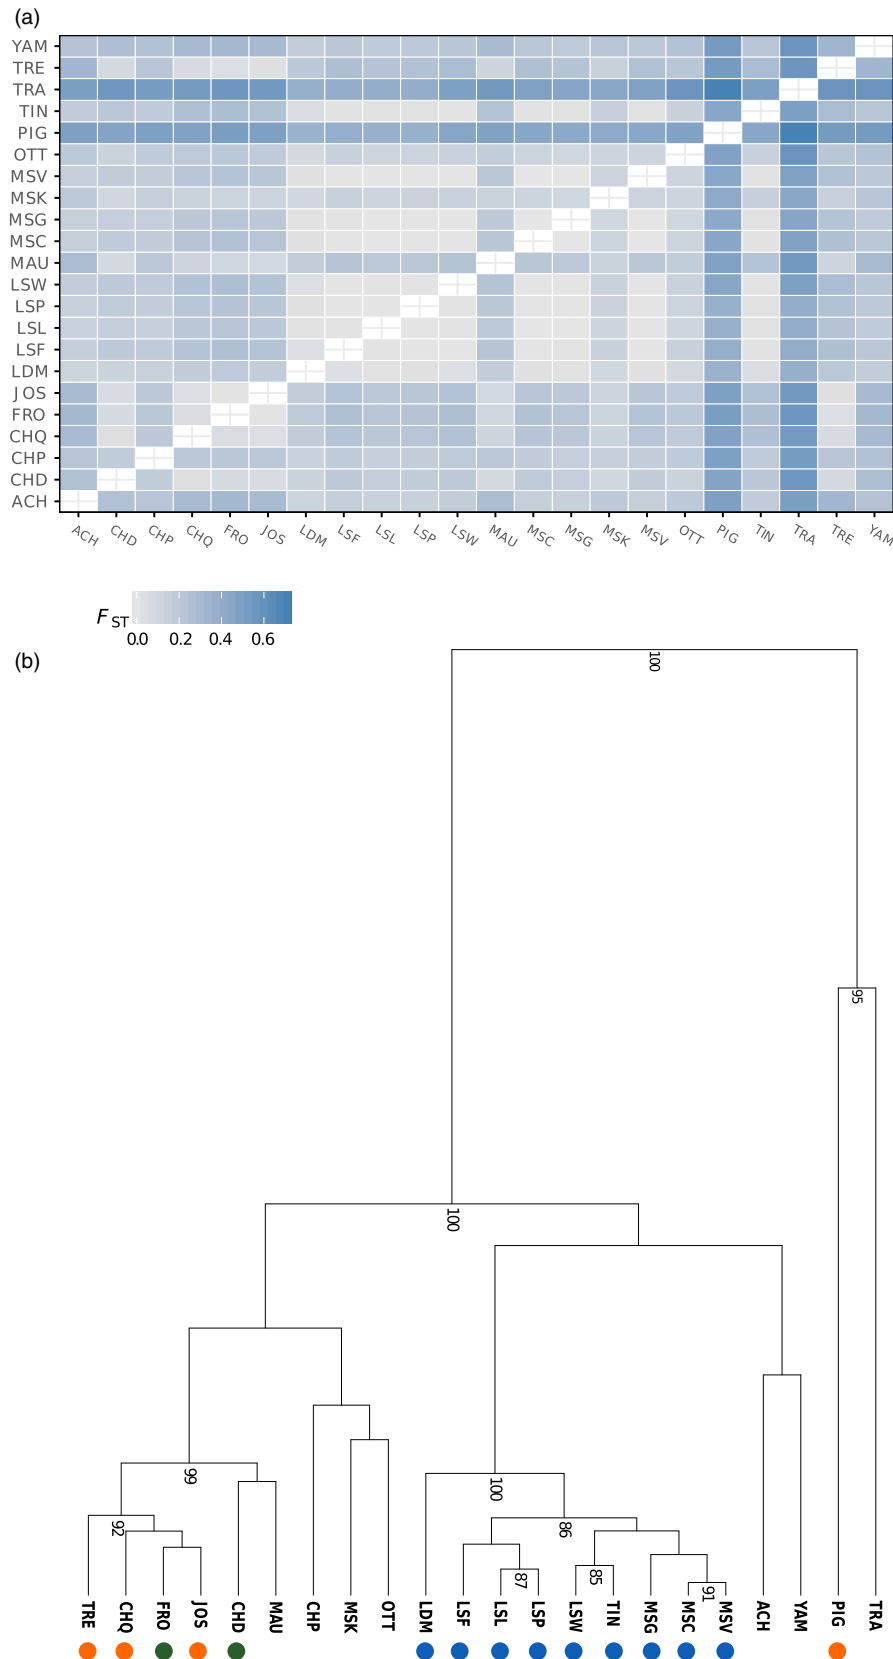 (a)
YAM
TRE
TRA
TIN
PIG
OTT
MSV
MSK
MSG
MSC
MAU
LSW
LSP
LSL
LSF
LDM
JOS
FRO
CHQ
CHP
CHD
ACH
ACH CHD CHP CHQ FRO JOS LDM LSF LSL LSP LSW MAU MSC MSG MSK MSV OTT PIG TIN TRA TRE YAM
FST
0.0 0.2 0.4 0.6
(b)
100
95
100
99
100
92
86
87
85
91
TRE CHQ FRO JOS CHD MAU CHP MSK OTT LDM LSF LSL LSP LSW TIN MSG MSC MSV ACH YAM PIG TRA